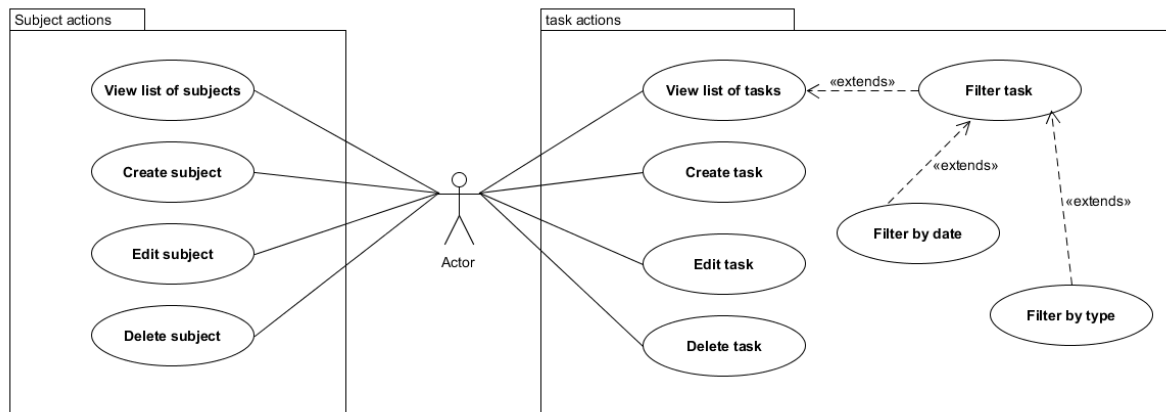 Subject actions
task actions
View list of subjects
View list of tasks
«extends»
Filter task
Create subject
Create task
«extends»
«extends»
Filter by date
Actor
Edit subject
Edit task
Filter by type
Delete subject
Delete task